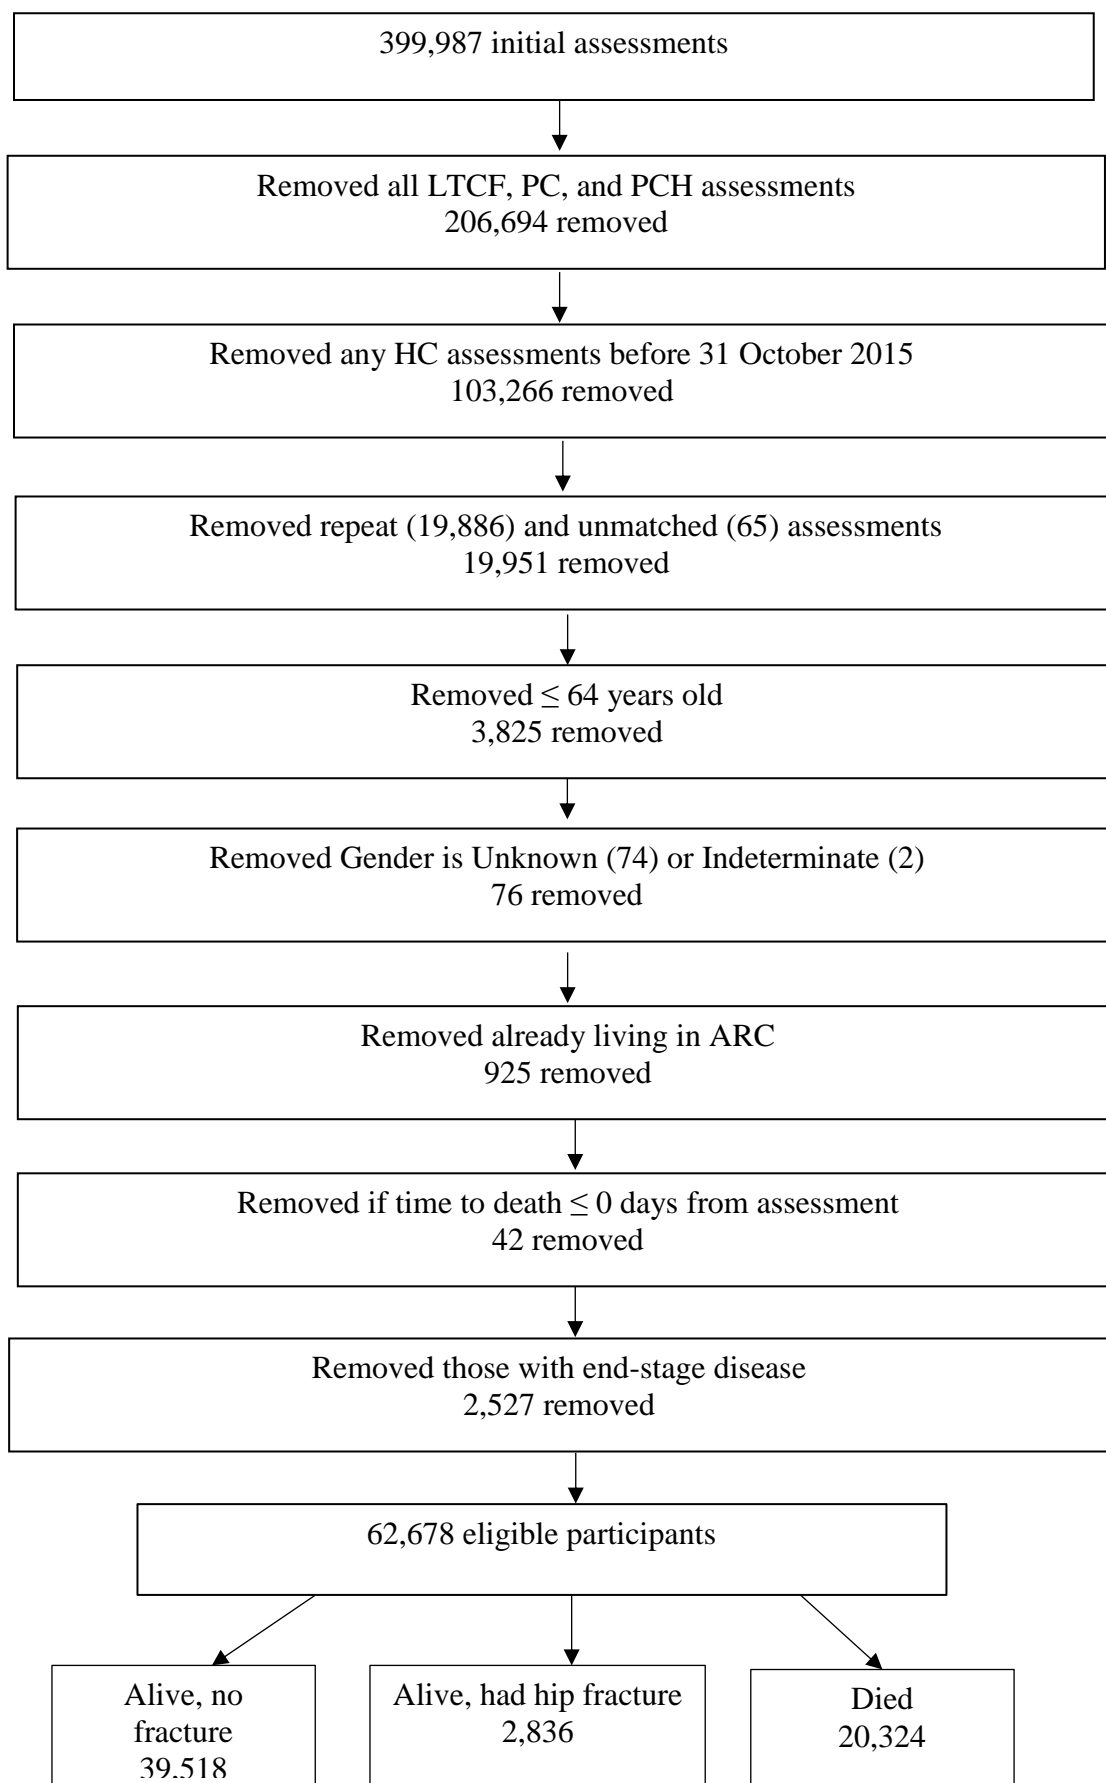 399,987 initial assessments
Removed all LTCF, PC, and PCH assessments
206,694 removed
Removed any HC assessments before 31 October 2015
103,266 removed
Removed repeat (19,886) and unmatched (65) assessments
19,951 removed
Removed ≤ 64 years old
3,825 removed
Removed Gender is Unknown (74) or Indeterminate (2)
76 removed
Removed already living in ARC
925 removed
Removed if time to death ≤ 0 days from assessment
42 removed
Removed those with end-stage disease
2,527 removed
62,678 eligible participants
Alive, no
fracture
39,518
Alive, had hip fracture
2,836
Died
20,324